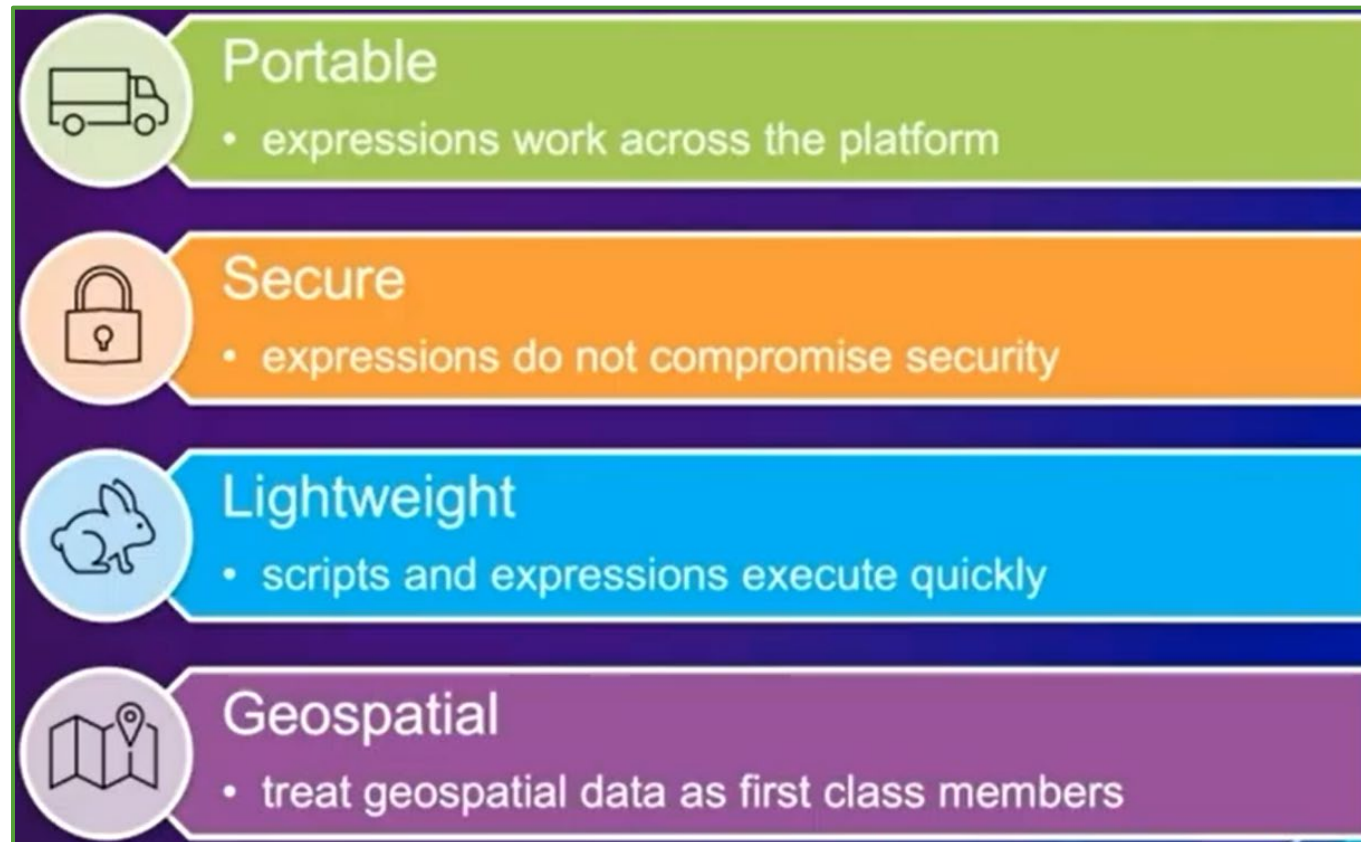 Portable
• expressions work across the platform
Secure
• expressions do not compromise security
Lightweight
• scripts and expressions execute quickly
Geospatial
• treat geospatial data as first class members